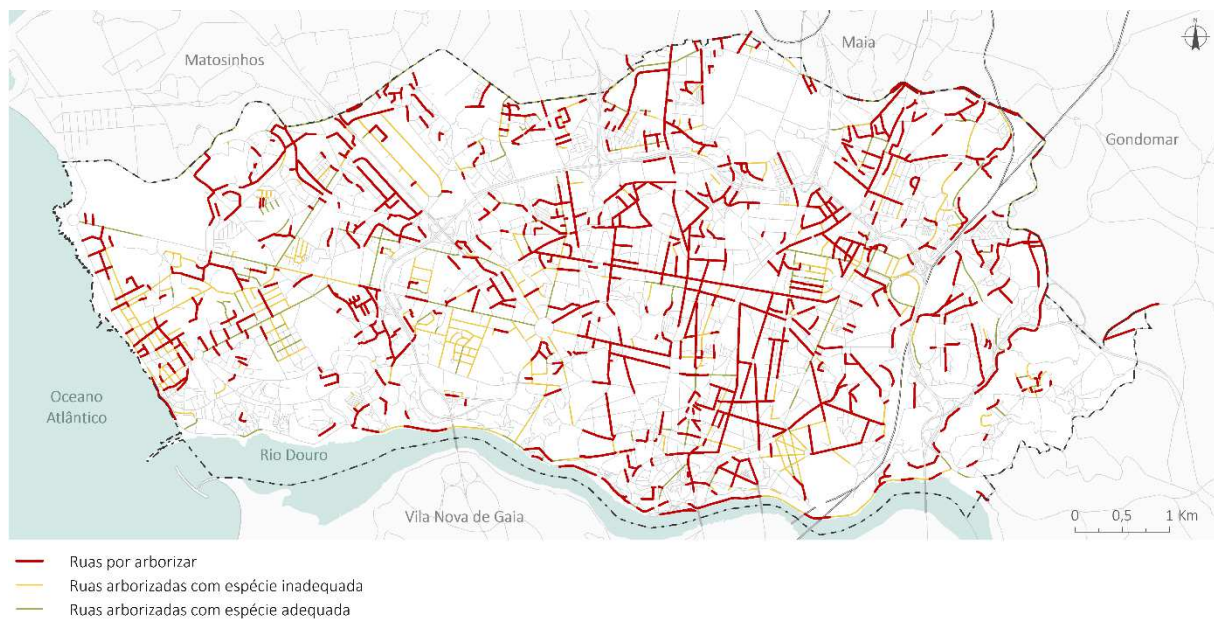 N
Maia
Matosinhos
Gondomar
Oceano
Atlântico
Rio Douro
Vila Nova de Gaia
0 0,5 1 Km
Ruas por arborizar
Ruas arborizadas com espécie inadequada
Ruas arborizadas com espécie adequada